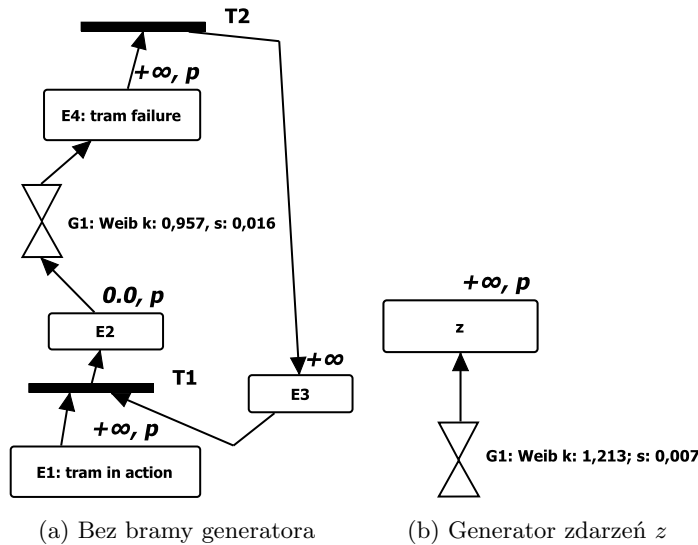 T2
+∞, p
E4: tram failure
G1: Weib k: 0,957, s: 0,016
0.0, p
E2
T1
+∞
E3
+∞, p
E1: tram in action
(a) Bez bramy generatora
+∞, p
z
G1: Weib k: 1,213; s: 0,007
(b) Generator zdarzeń z